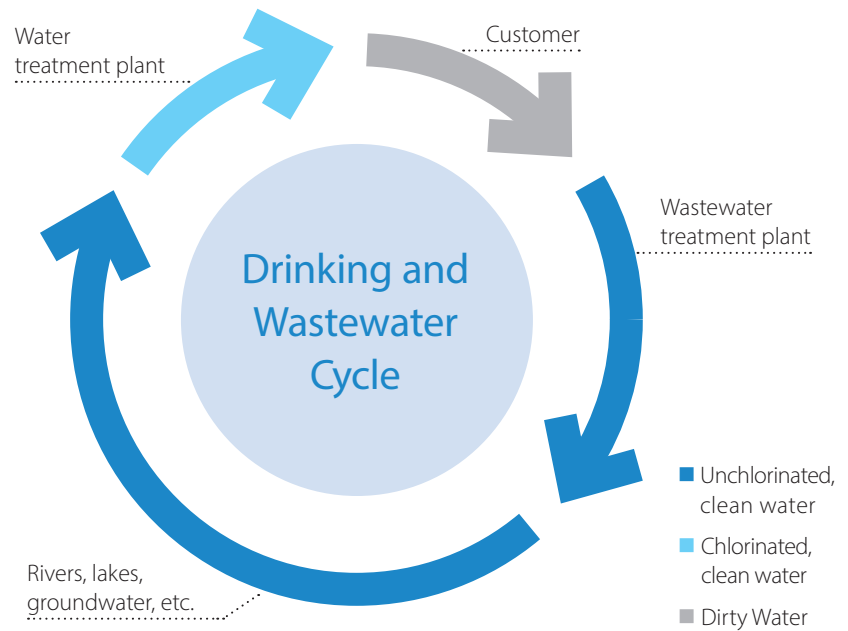 Water
treatment plant
Customer
Wastewater
treatment plant
Drinking and
Wastewater
Cycle
Unchlorinated,
clean water
Chlorinated,
clean water
Dirty Water
Rivers, lakes,
groundwater, etc.